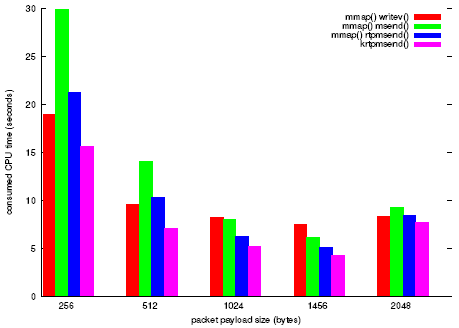 mmap() writev()
mmap() msend()
mmap() rtpmsend()
krtpmsend()
consumed CPU time (seconds)
30
25
20
15
10
5
0
256 512 1024 1456 2048
packet payload size (bytes)